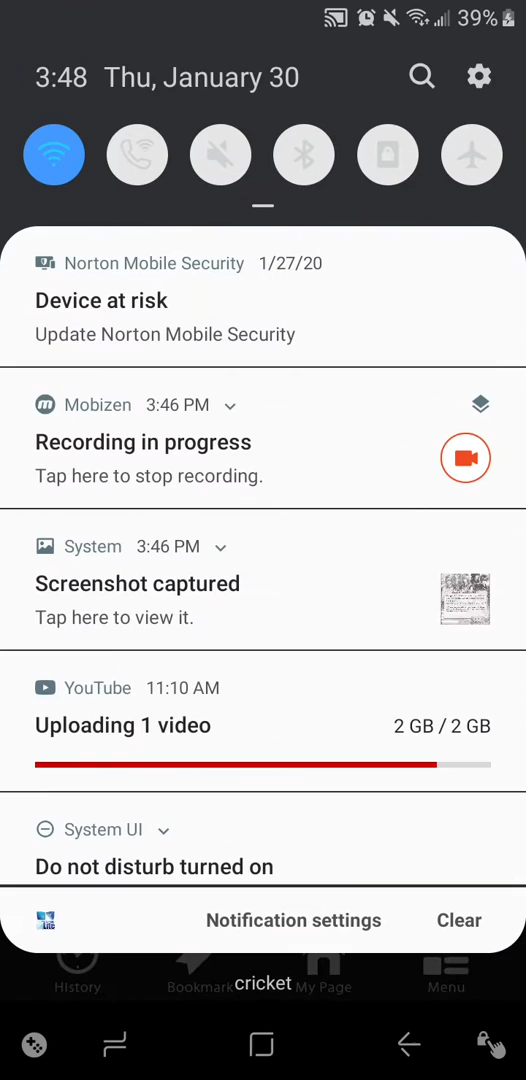 39%
3:48 Thu, January 30
Norton Mobile Security 1/27/20
Device at risk
Update Norton Mobile Security
Mobizen 3:46 PM
Recording in progress
Tap here to stop recording.
System 3:46 PM
Screenshot captured
Tap here to view it.
YouTube 11:10 AM
Uploading 1 video 2 GB / 2 GB
System UI
Do not disturb turned on
Lite
Notification settings Clear
cricket
History Bookmark My Page Menu